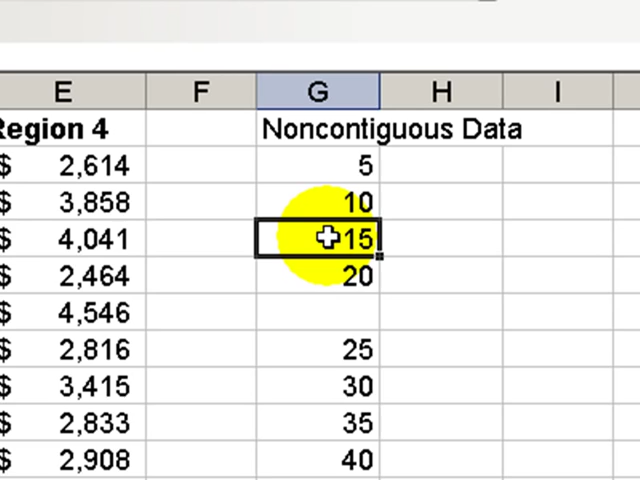 E F G H I
Region 4 Noncontiguous Data
$ 2,614 5
$ 3,858 10
$ 4,041 15
$ 2,464 20
$ 4,546
$ 2,816 25
$ 3,415 30
$ 2,833 35
$ 2,908 40